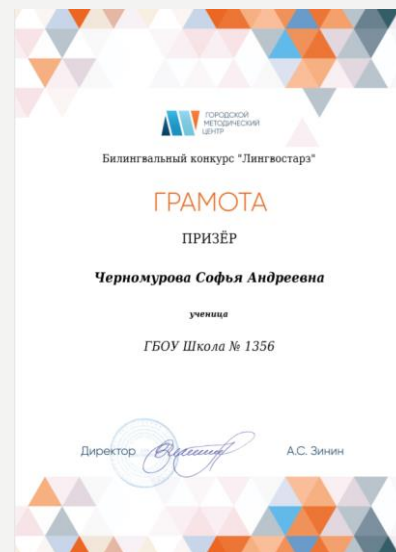 ГОРОДСКОЙ
МЕТОДИЧЕСКИЙ
ЦЕНТР
Билингвальный конкурс "Лингвостарз"
ГРАМОТА
ПРИЗЁР
Черномурова Софья Андреевна
ученица
ГБОУ Школа № 1356
Директор А.С. Зинин